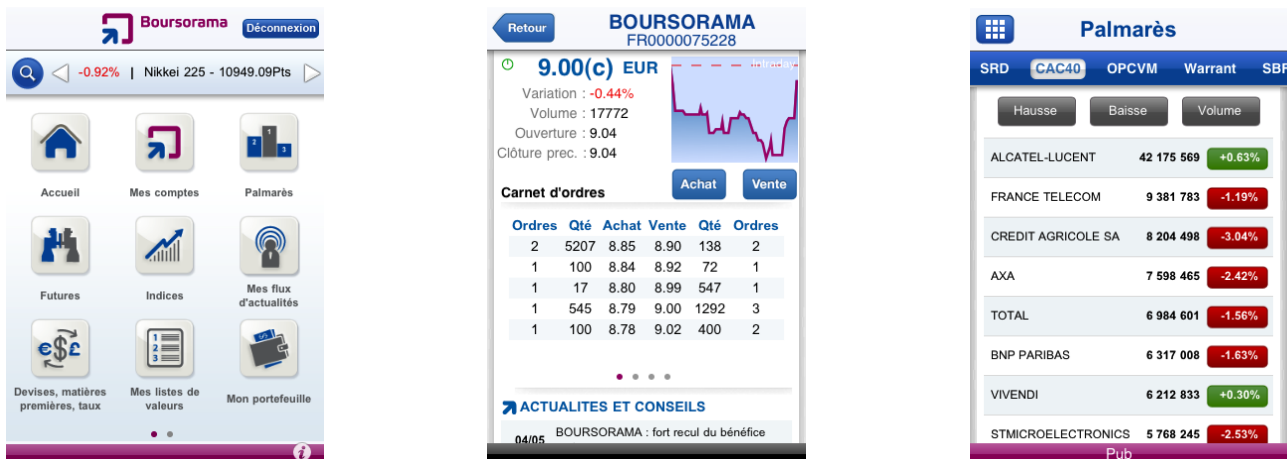 Boursorama
Déconnexion
-0.92% | Nikkei 225 - 10949.09Pts
Accueil Mes comptes Palmarès
Futures Indices Mes flux
d'actualités
Devises, matières
premières, taux
Mes listes de
valeurs
Mon portefeuille
Retour
BOURSORAMA
FR0000075228
9.00(c) EUR
Intraday
Variation : -0.44%
Volume : 17772
Ouverture : 9.04
Clôture prec. : 9.04
Carnet d'ordres
Achat Vente
Ordres Qté Achat Vente Qté Ordres
2 5207 8.85 8.90 138 2
1 100 8.84 8.92 72 1
1 17 8.80 8.99 547 1
1 545 8.79 9.00 1292 3
1 100 8.78 9.02 400 2
ACTUALITES ET CONSEILS
04/05 BOURSORAMA : fort recul du bénéfice
Palmarès
SRD CAC40 OPCVM Warrant SBF
Hausse Baisse Volume
ALCATEL-LUCENT 42 175 569 +0.63%
FRANCE TELECOM 9 381 783 -1.19%
CREDIT AGRICOLE SA 8 204 498 -3.04%
AXA 7 598 465 -2.42%
TOTAL 6 984 601 -1.56%
BNP PARIBAS 6 317 008 -1.63%
VIVENDI 6 212 833 +0.30%
STMICROELECTRONICS 5 768 245 -2.53%
Pub